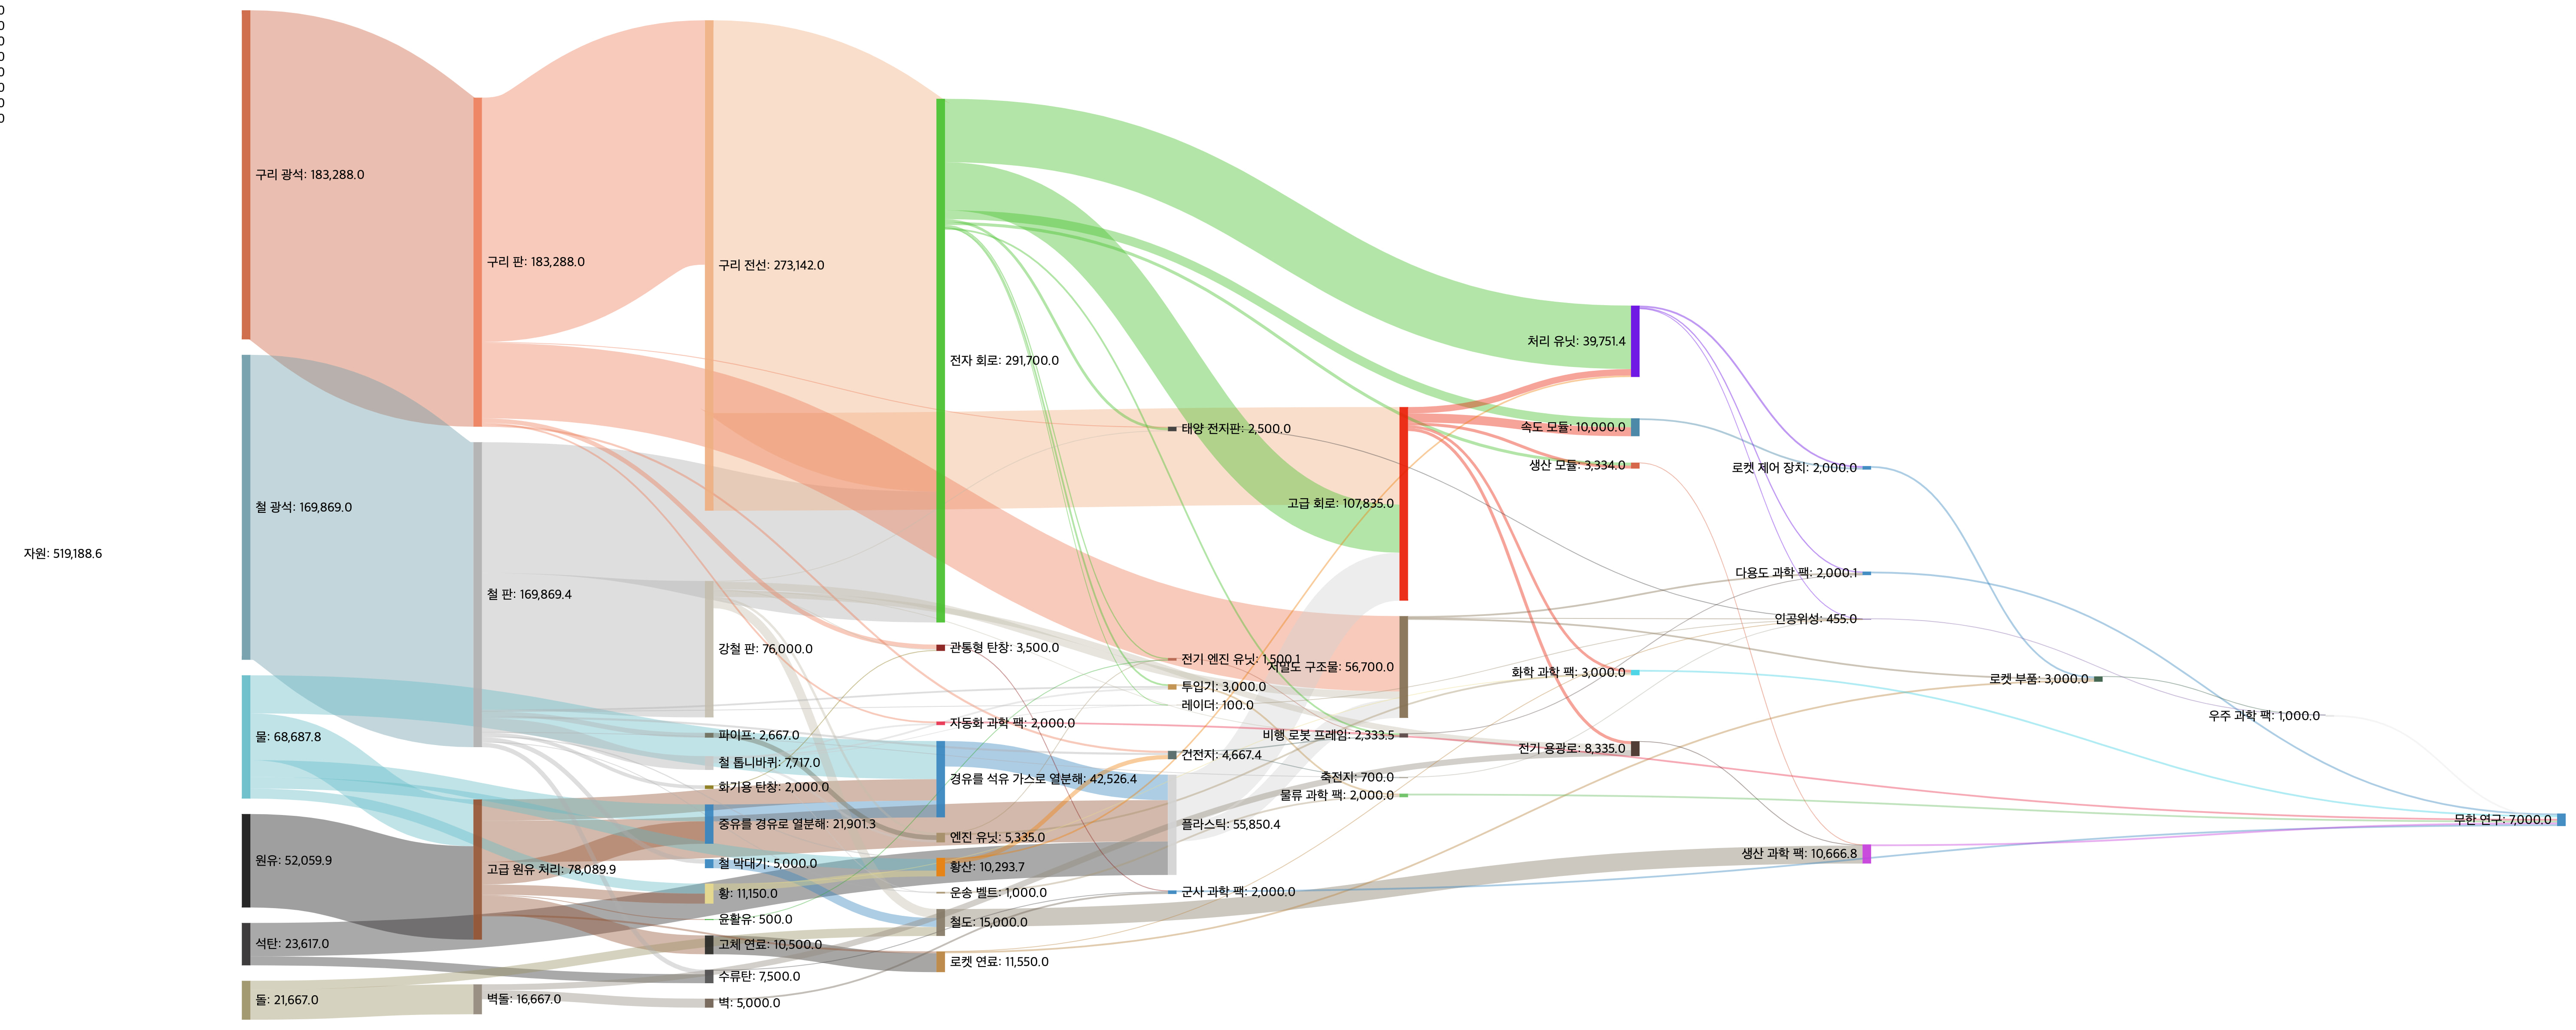 0
0
0
0
0
0
0
0
자원: 519,188.6
구리 광석: 183,288.0
철 광석: 169,869.0
물: 68,687.8
원유: 52,059.9
석탄: 23,617.0
돌: 21,667.0
구리 판: 183,288.0
철 판: 169,869.4
고급 원유 처리: 78,089.9
벽돌: 16,667.0
구리 전선: 273,142.0
강철 판: 76,000.0
파이프: 2,667.0
철 톱니바퀴: 7,717.0
화기용 탄창: 2,000.0
중유를 경유로 열분해: 21,901.3
철 막대기: 5,000.0
황: 11,150.0
윤활유: 500.0
고체 연료: 10,500.0
수류탄: 7,500.0
벽: 5,000.0
전자 회로: 291,700.0
관통형 탄창: 3,500.0
자동화 과학 팩: 2,000.0
경유를 석유 가스로 열분해: 42,526.4
엔진 유닛: 5,335.0
황산: 10,293.7
운송 벨트: 1,000.0
철도: 15,000.0
로켓 연료: 11,550.0
태양 전지판: 2,500.0
전기 엔진 유닛: 1,500.1
투입기: 3,000.0
레이더: 100.0
건전지: 4,667.4
플라스틱: 55,850.4
군사 과학 팩: 2,000.0
고급 회로: 107,835.0
저밀도 구조물: 56,700.0
비행 로봇 프레임: 2,333.5
축전지: 700.0
물류 과학 팩: 2,000.0
처리 유닛: 39,751.4
속도 모듈: 10,000.0
생산 모듈: 3,334.0
화학 과학 팩: 3,000.0
전기 용광로: 8,335.0
로켓 제어 장치: 2,000.0
다용도 과학 팩: 2,000.1
인공위성: 455.0
생산 과학 팩: 10,666.8
로켓 부품: 3,000.0
우주 과학 팩: 1,000.0
무한 연구: 7,000.0